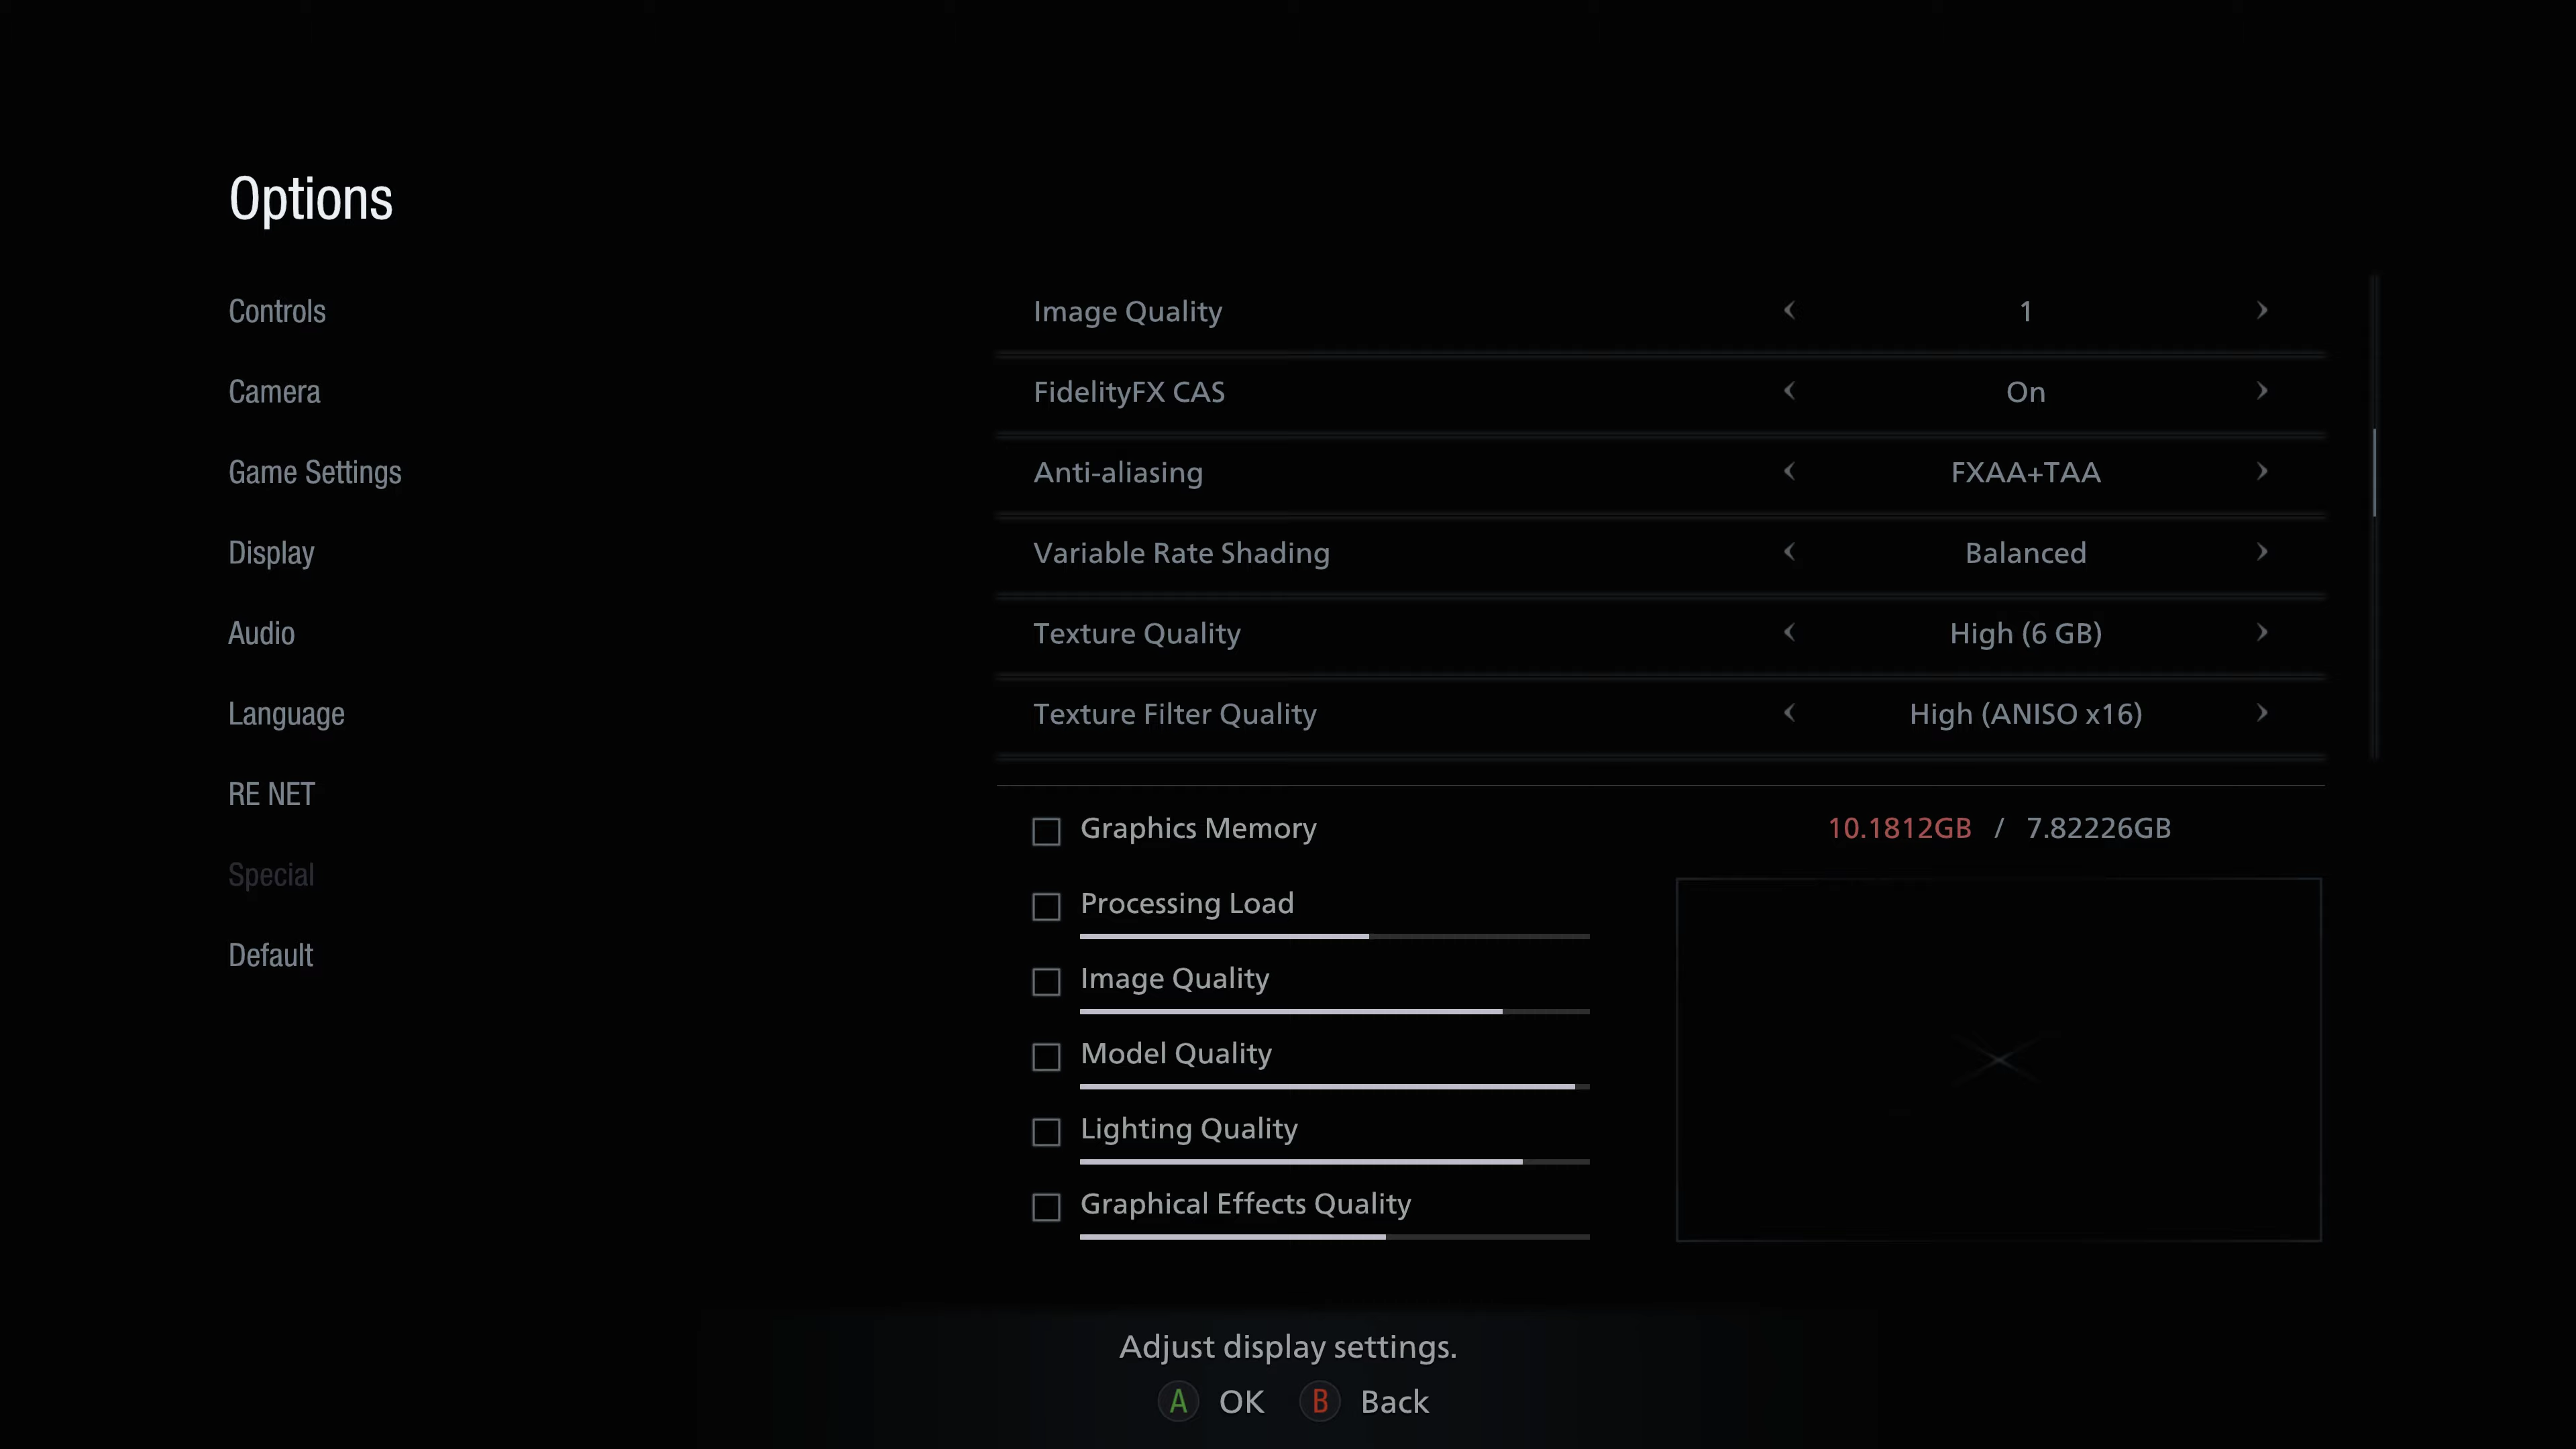 Options
Controls
Camera
Game Settings
Display
Audio
Language
RE NET
Special
Default
Image Quality 1
FidelityFX CAS On
Anti-aliasing FXAA+TAA
Variable Rate Shading Balanced
Texture Quality High (6 GB)
Texture Filter Quality High (ANISO x16)
Graphics Memory 10.1812GB / 7.82226GB
Processing Load
Image Quality
Model Quality
Lighting Quality
Graphical Effects Quality
Adjust display settings.
A OK B Back